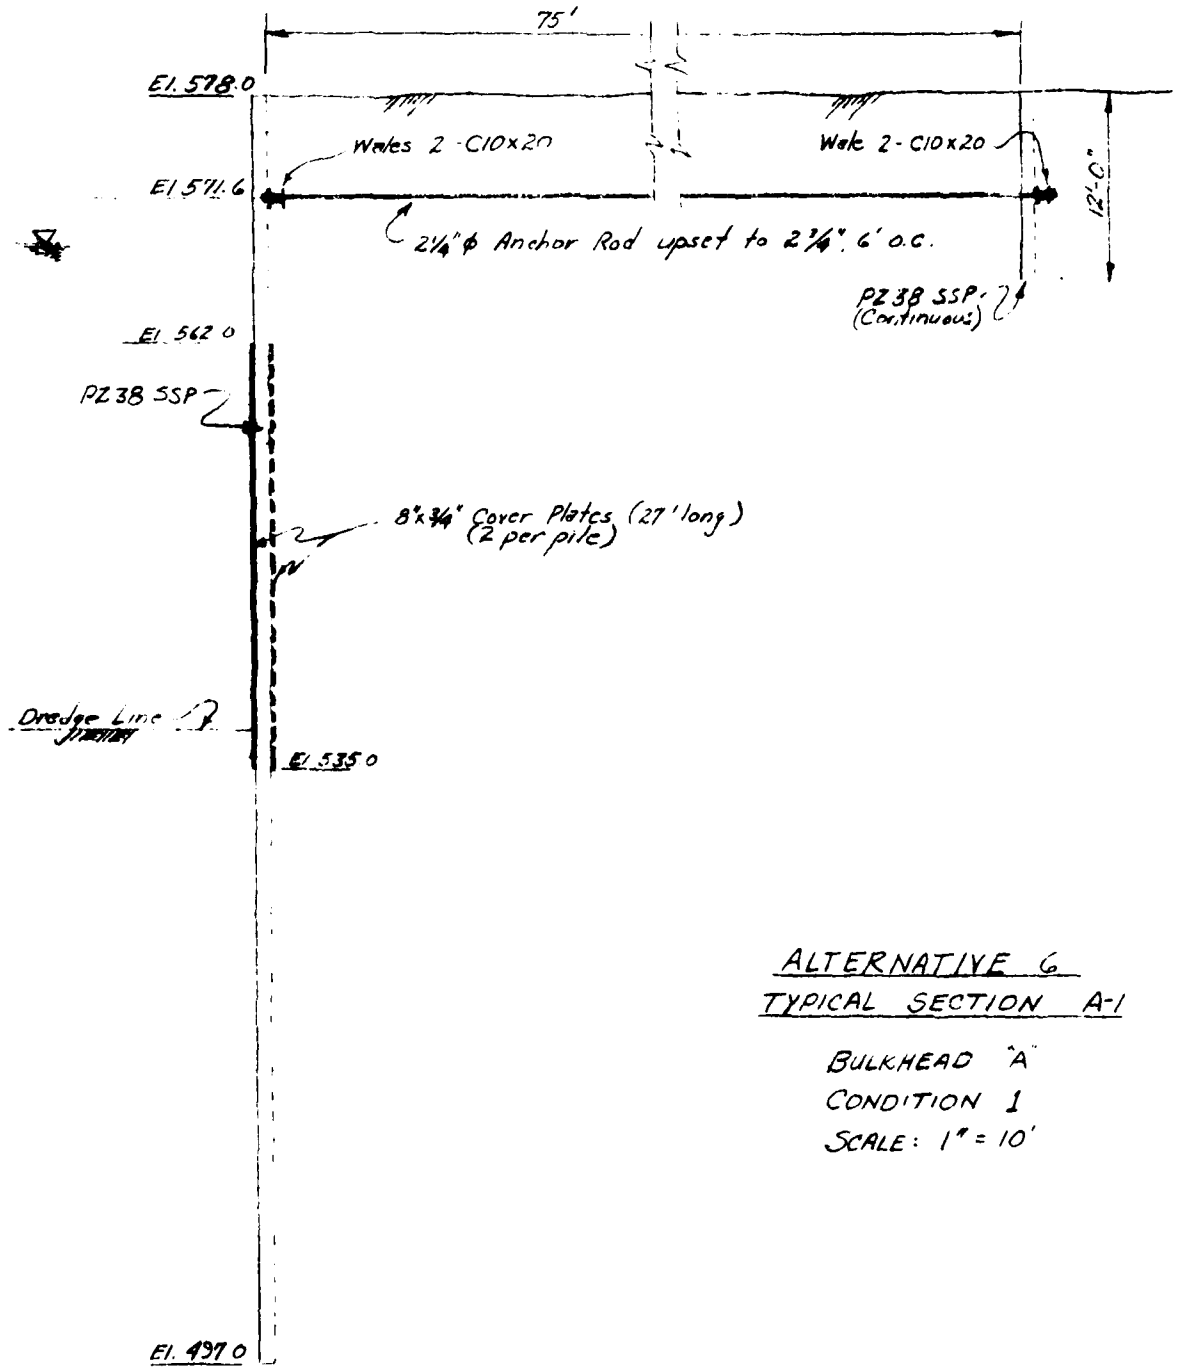 75'
El. 578.0
Wales 2-C10x20
Wale 2-C10x20
El 571.6
12'-0"
2¼"ϕ Anchor Rod upset to 2¾", 6' o.c.
PZ38 SSP
(Continuous)
El 562.0
PZ38 SSP
8"x¾" Cover Plates (27' long)
(2 per pile)
Dredge Line
El 535.0
ALTERNATIVE 6
TYPICAL SECTION A-1
BULKHEAD "A"
CONDITION 1
SCALE: 1" = 10'
El. 497.0